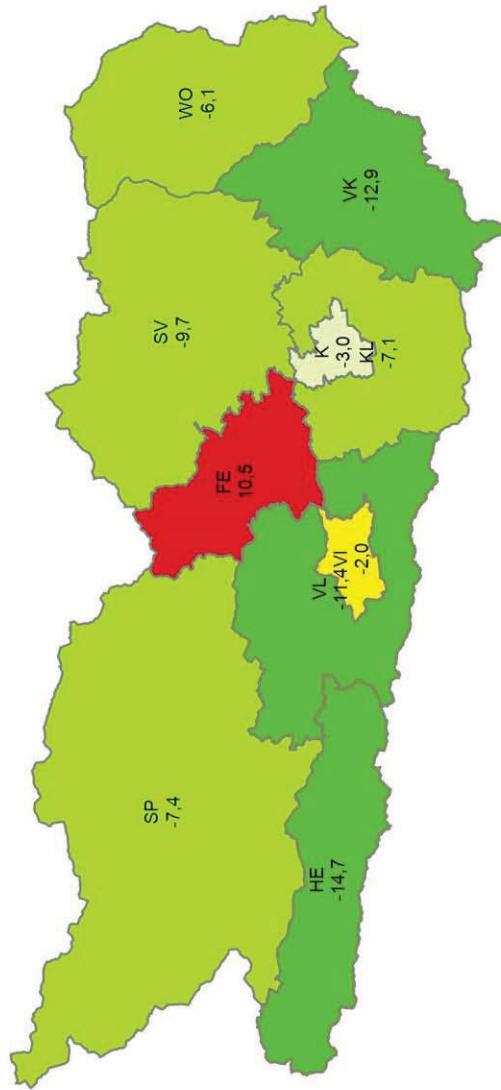 WO
-6,1
SV
-9,7
VK
-12,9
K
-3,0
KL
-7,1
FE
10,5
VL
-11,4
VI
-2,0
SP
-7,4
HE
-14,7